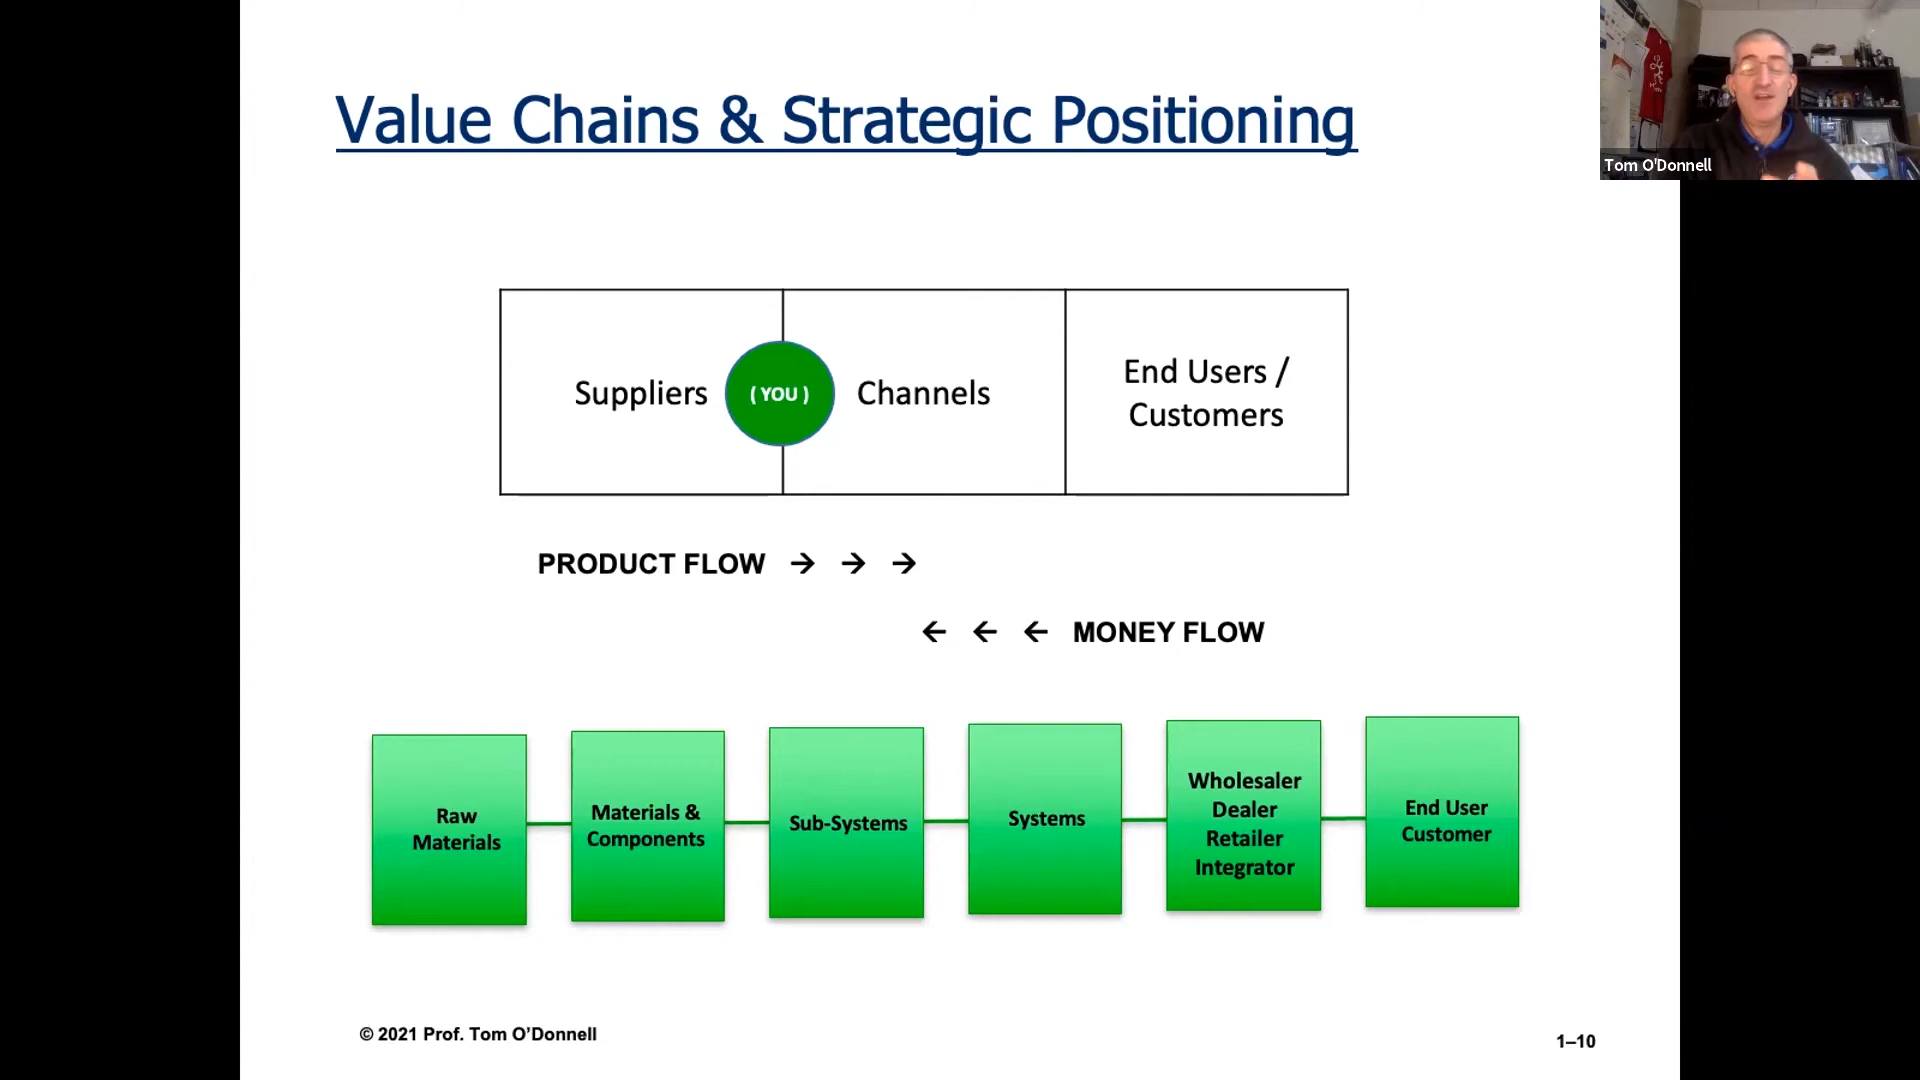 Value Chains & Strategic Positioning
Tom O'Donnell
Suppliers
( YOU )
Channels
End Users /
Customers
PRODUCT FLOW → → →
← ← ← MONEY FLOW
Raw
Materials
Materials &
Components
Sub-Systems
Systems
Wholesaler
Dealer
Retailer
Integrator
End User
Customer
© 2021 Prof. Tom O’Donnell
1–10